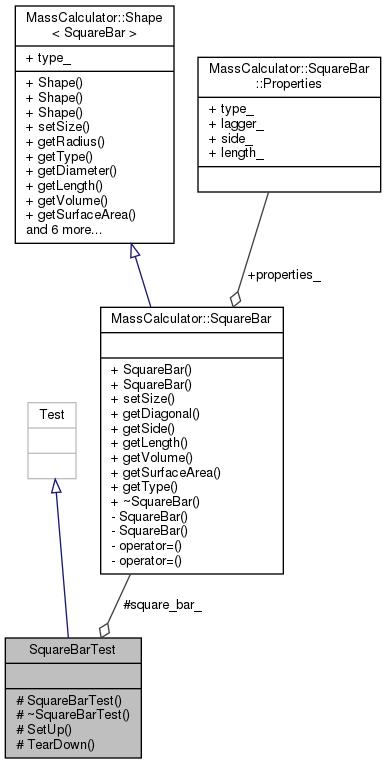 MassCalculator::Shape
< SquareBar >
+ type_
+ Shape()
+ Shape()
+ Shape()
+ setSize()
+ getRadius()
+ getType()
+ getDiameter()
+ getLength()
+ getVolume()
+ getSurfaceArea()
and 6 more...
MassCalculator::SquareBar
::Properties
+ type_
+ lagger_
+ side_
+ length_
+properties_
MassCalculator::SquareBar
+ SquareBar()
+ SquareBar()
+ setSize()
+ getDiagonal()
+ getSide()
+ getLength()
+ getVolume()
+ getSurfaceArea()
+ getType()
+ ~SquareBar()
- SquareBar()
- SquareBar()
- operator=()
- operator=()
Test
#square_bar_
SquareBarTest
# SquareBarTest()
# ~SquareBarTest()
# SetUp()
# TearDown()